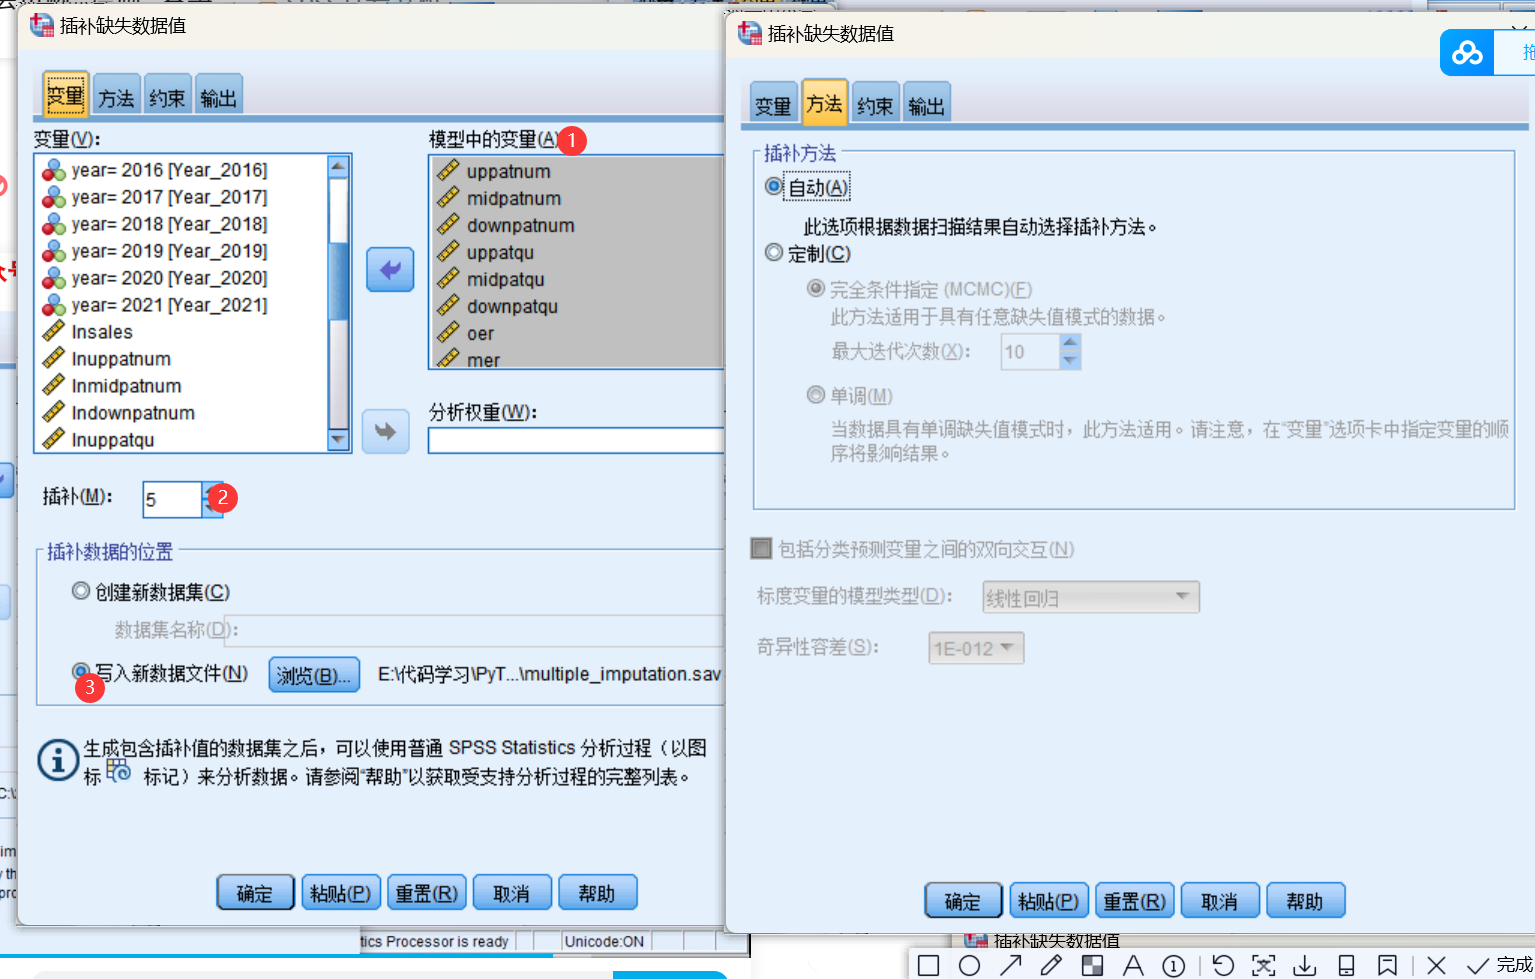 插补缺失数据值
变量 方法 约束 输出
变量(V):
year= 2016 [Year_2016]
year= 2017 [Year_2017]
year= 2018 [Year_2018]
year= 2019 [Year_2019]
year= 2020 [Year_2020]
year= 2021 [Year_2021]
lnsales
lnuppatnum
lnmidpatnum
lndownpatnum
lnuppatqu
模型中的变量(A) 1
uppatnum
midpatnum
downpatnum
uppatqu
midpatqu
downpatqu
oer
mer
分析权重(W):
插补(M): 5 2
插补数据的位置
创建新数据集(C)
数据集名称(D):
写入新数据文件(N) 浏览(B)... E:\代码学习\PyT...\multiple_imputation.sav
3
生成包含插补值的数据集之后，可以使用普通 SPSS Statistics 分析过程（以图
标 标记）来分析数据。请参阅“帮助”以获取受支持分析过程的完整列表。
确定 粘贴(P) 重置(R) 取消 帮助
tics Processor is ready Unicode:ON
插补缺失数据值
变量 方法 约束 输出
插补方法
自动(A)
此选项根据数据扫描结果自动选择插补方法。
定制(C)
完全条件指定 (MCMC)(F)
此方法适用于具有任意缺失值模式的数据。
最大迭代次数(X): 10
单调(M)
当数据具有单调缺失值模式时，此方法适用。请注意，在“变量”选项卡中指定变量的顺
序将影响结果。
包括分类预测变量之间的双向交互(N)
标度变量的模型类型(D): 线性回归
奇异性容差(S): 1E-012
确定 粘贴(P) 重置(R) 取消 帮助
插补缺失数据值
完成